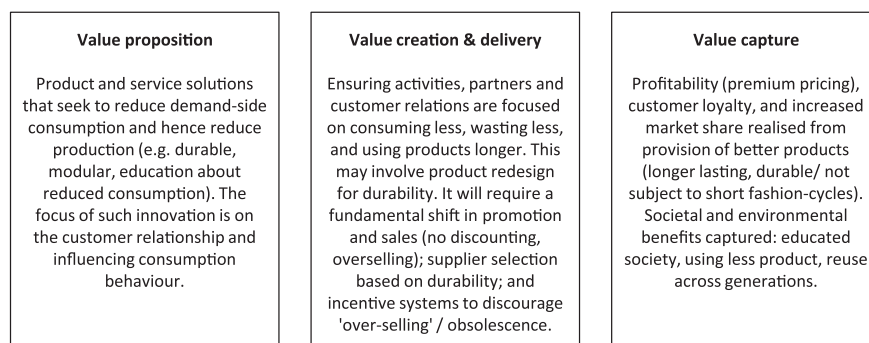 Value proposition
Product and service solutions
that seek to reduce demand-side
consumption and hence reduce
production (e.g. durable,
modular, education about
reduced consumption). The
focus of such innovation is on
the customer relationship and
influencing consumption
behaviour.
Value creation & delivery
Ensuring activities, partners and
customer relations are focused
on consuming less, wasting less,
and using products longer. This
may involve product redesign
for durability. It will require a
fundamental shift in promotion
and sales (no discounting,
overselling); supplier selection
based on durability; and
incentive systems to discourage
'over-selling' / obsolescence.
Value capture
Profitability (premium pricing),
customer loyalty, and increased
market share realised from
provision of better products
(longer lasting, durable/ not
subject to short fashion-cycles).
Societal and environmental
benefits captured: educated
society, using less product, reuse
across generations.